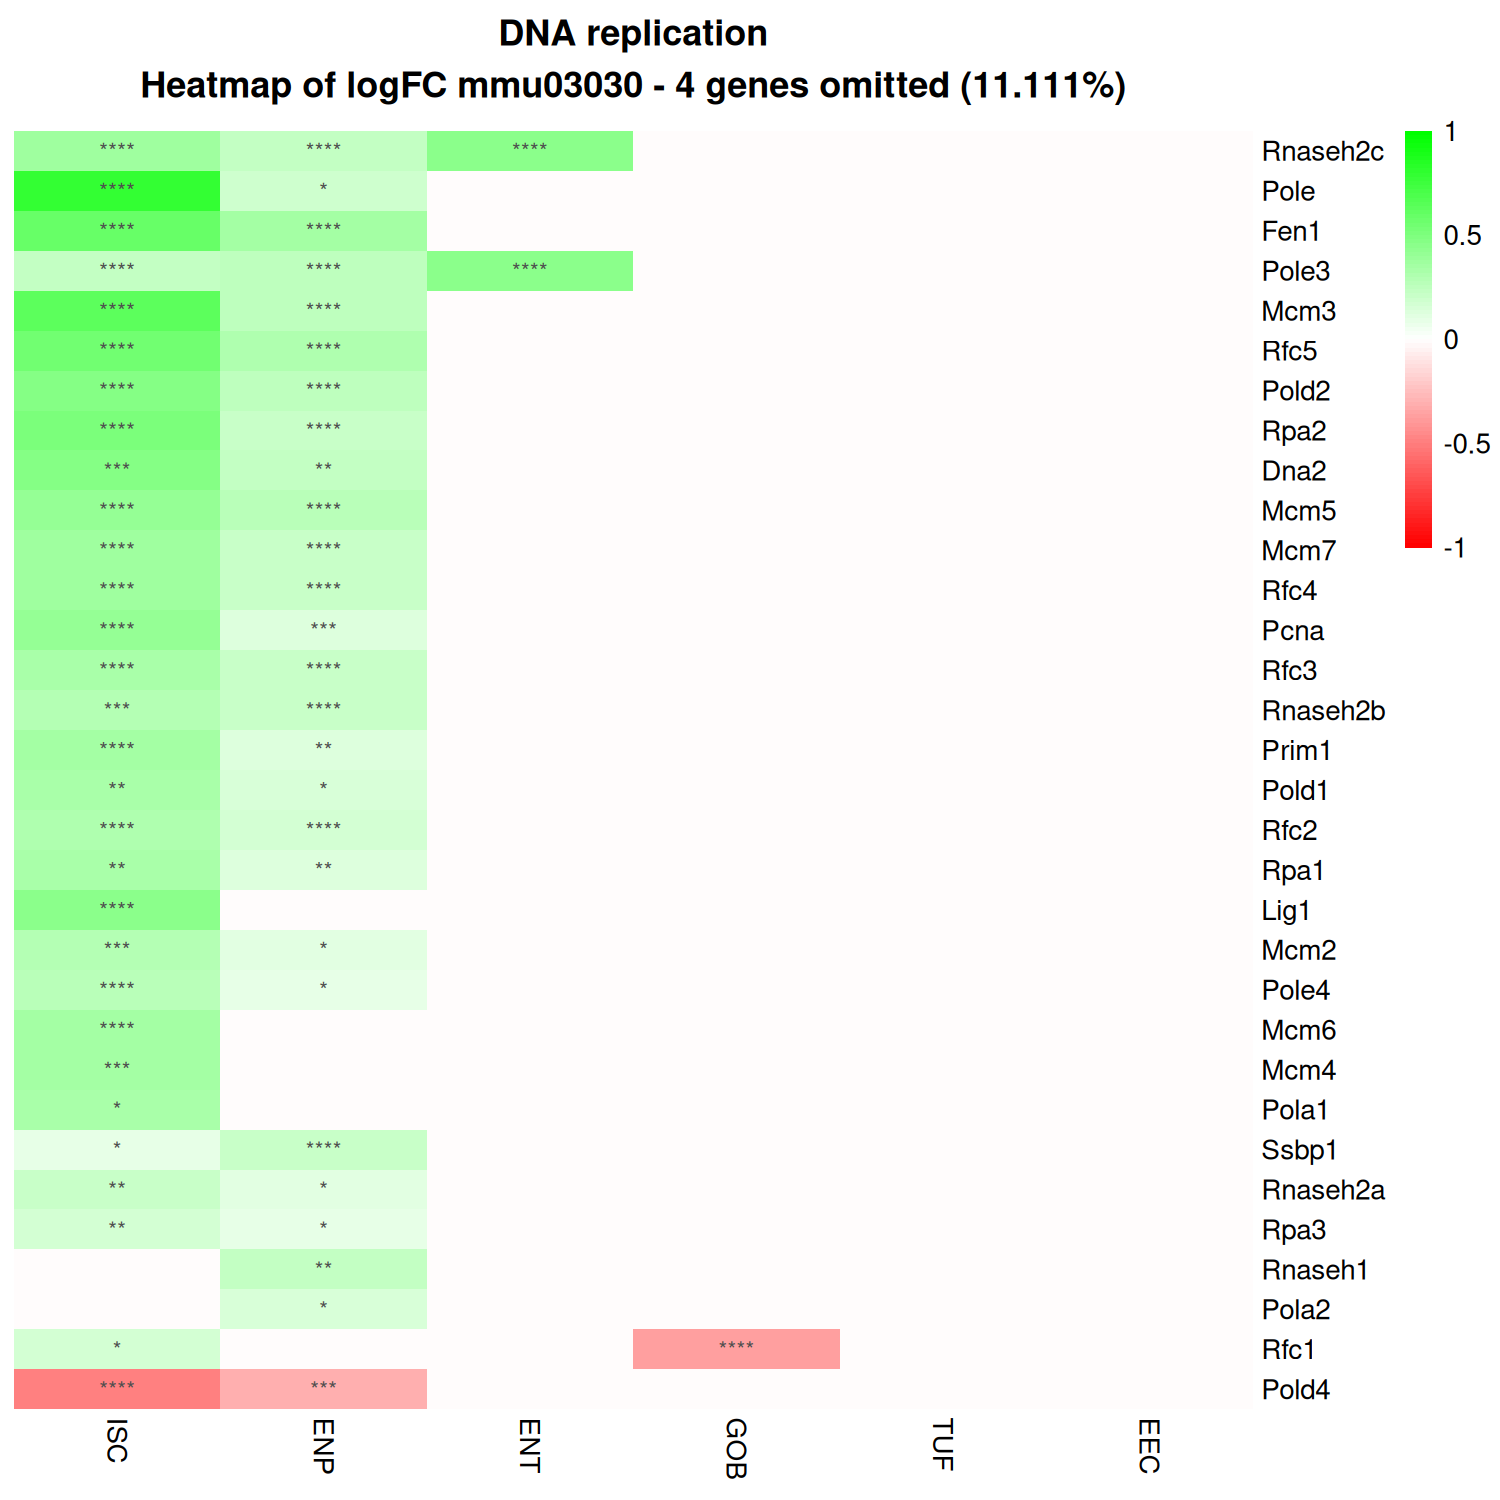 DNA replication
Heatmap of logFC mmu03030 - 4 genes omitted (11.111%)
**** **** **** Rnaseh2c
**** * Pole
**** **** Fen1
**** **** **** Pole3
**** **** Mcm3
**** **** Rfc5
**** **** Pold2
**** **** Rpa2
*** ** Dna2
**** **** Mcm5
**** **** Mcm7
**** **** Rfc4
**** *** Pcna
**** **** Rfc3
*** **** Rnaseh2b
**** ** Prim1
** * Pold1
**** **** Rfc2
** ** Rpa1
**** Lig1
*** * Mcm2
**** * Pole4
**** Mcm6
*** Mcm4
* Pola1
* **** Ssbp1
** * Rnaseh2a
** * Rpa3
** Rnaseh1
* Pola2
* **** Rfc1
**** *** Pold4
ISC ENP ENT GOB TUF EEC
1
0.5
0
-0.5
-1